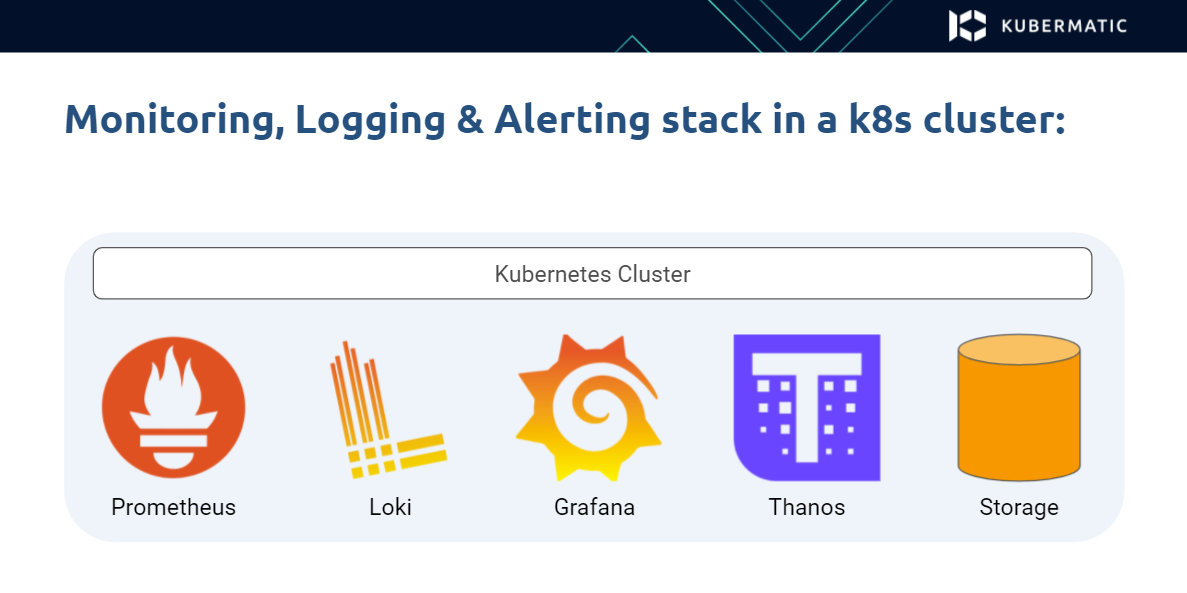 KUBERMATIC
Monitoring, Logging & Alerting stack in a k8s cluster:
Kubernetes Cluster
Prometheus
Loki
Grafana
Thanos
Storage